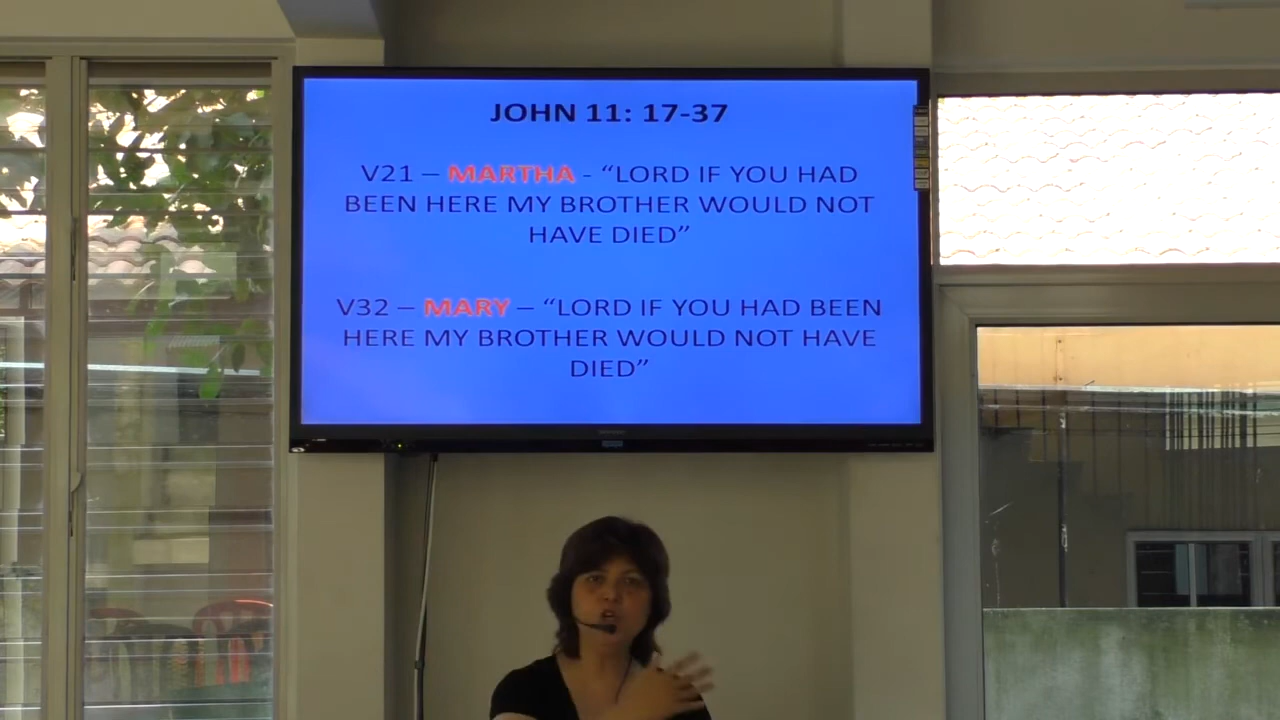 JOHN 11: 17-37
V21 – MARTHA - “LORD IF YOU HAD
BEEN HERE MY BROTHER WOULD NOT
HAVE DIED”
V32 – MARY – “LORD IF YOU HAD BEEN
HERE MY BROTHER WOULD NOT HAVE
DIED”